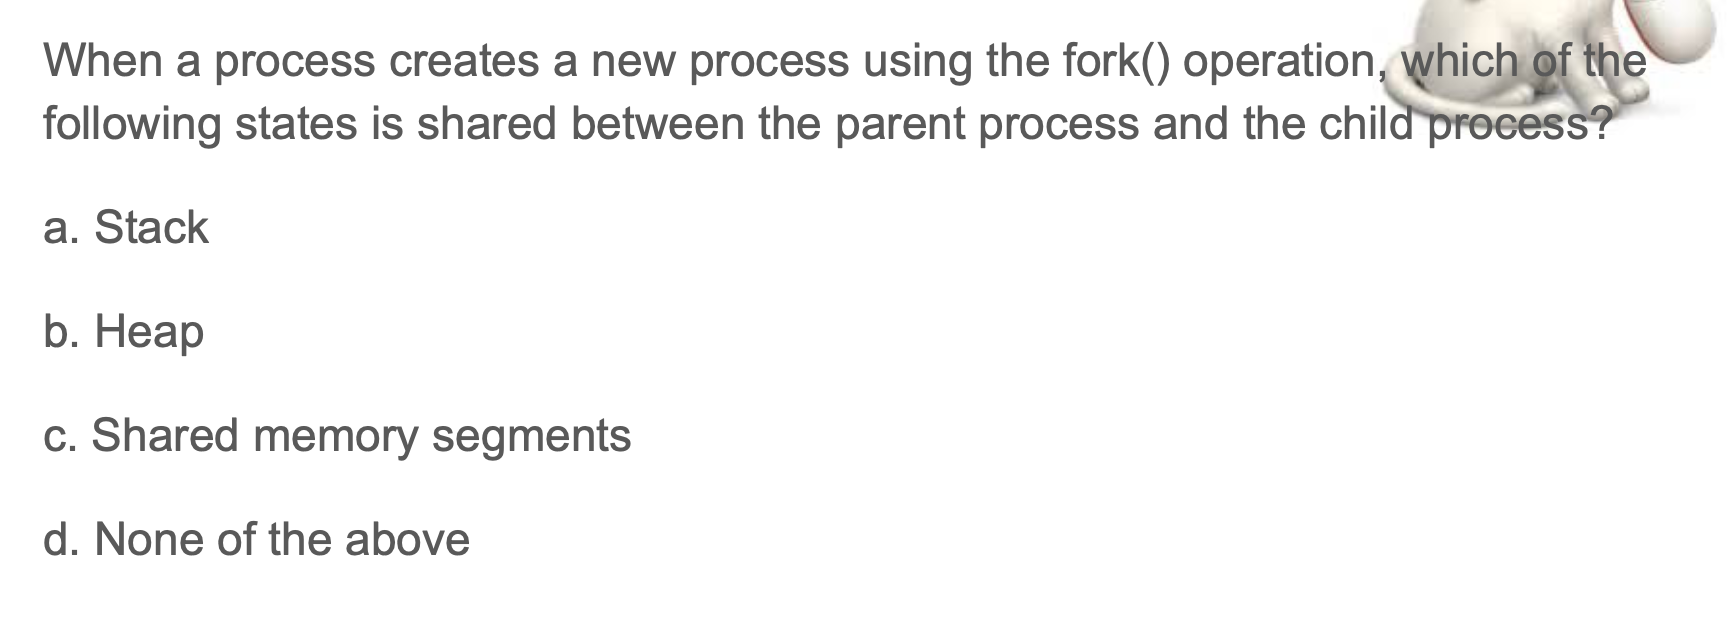 When a process creates a new process using the fork() operation, which of the
following states is shared between the parent process and the child process?
a. Stack
b. Heap
c. Shared memory segments
d. None of the above